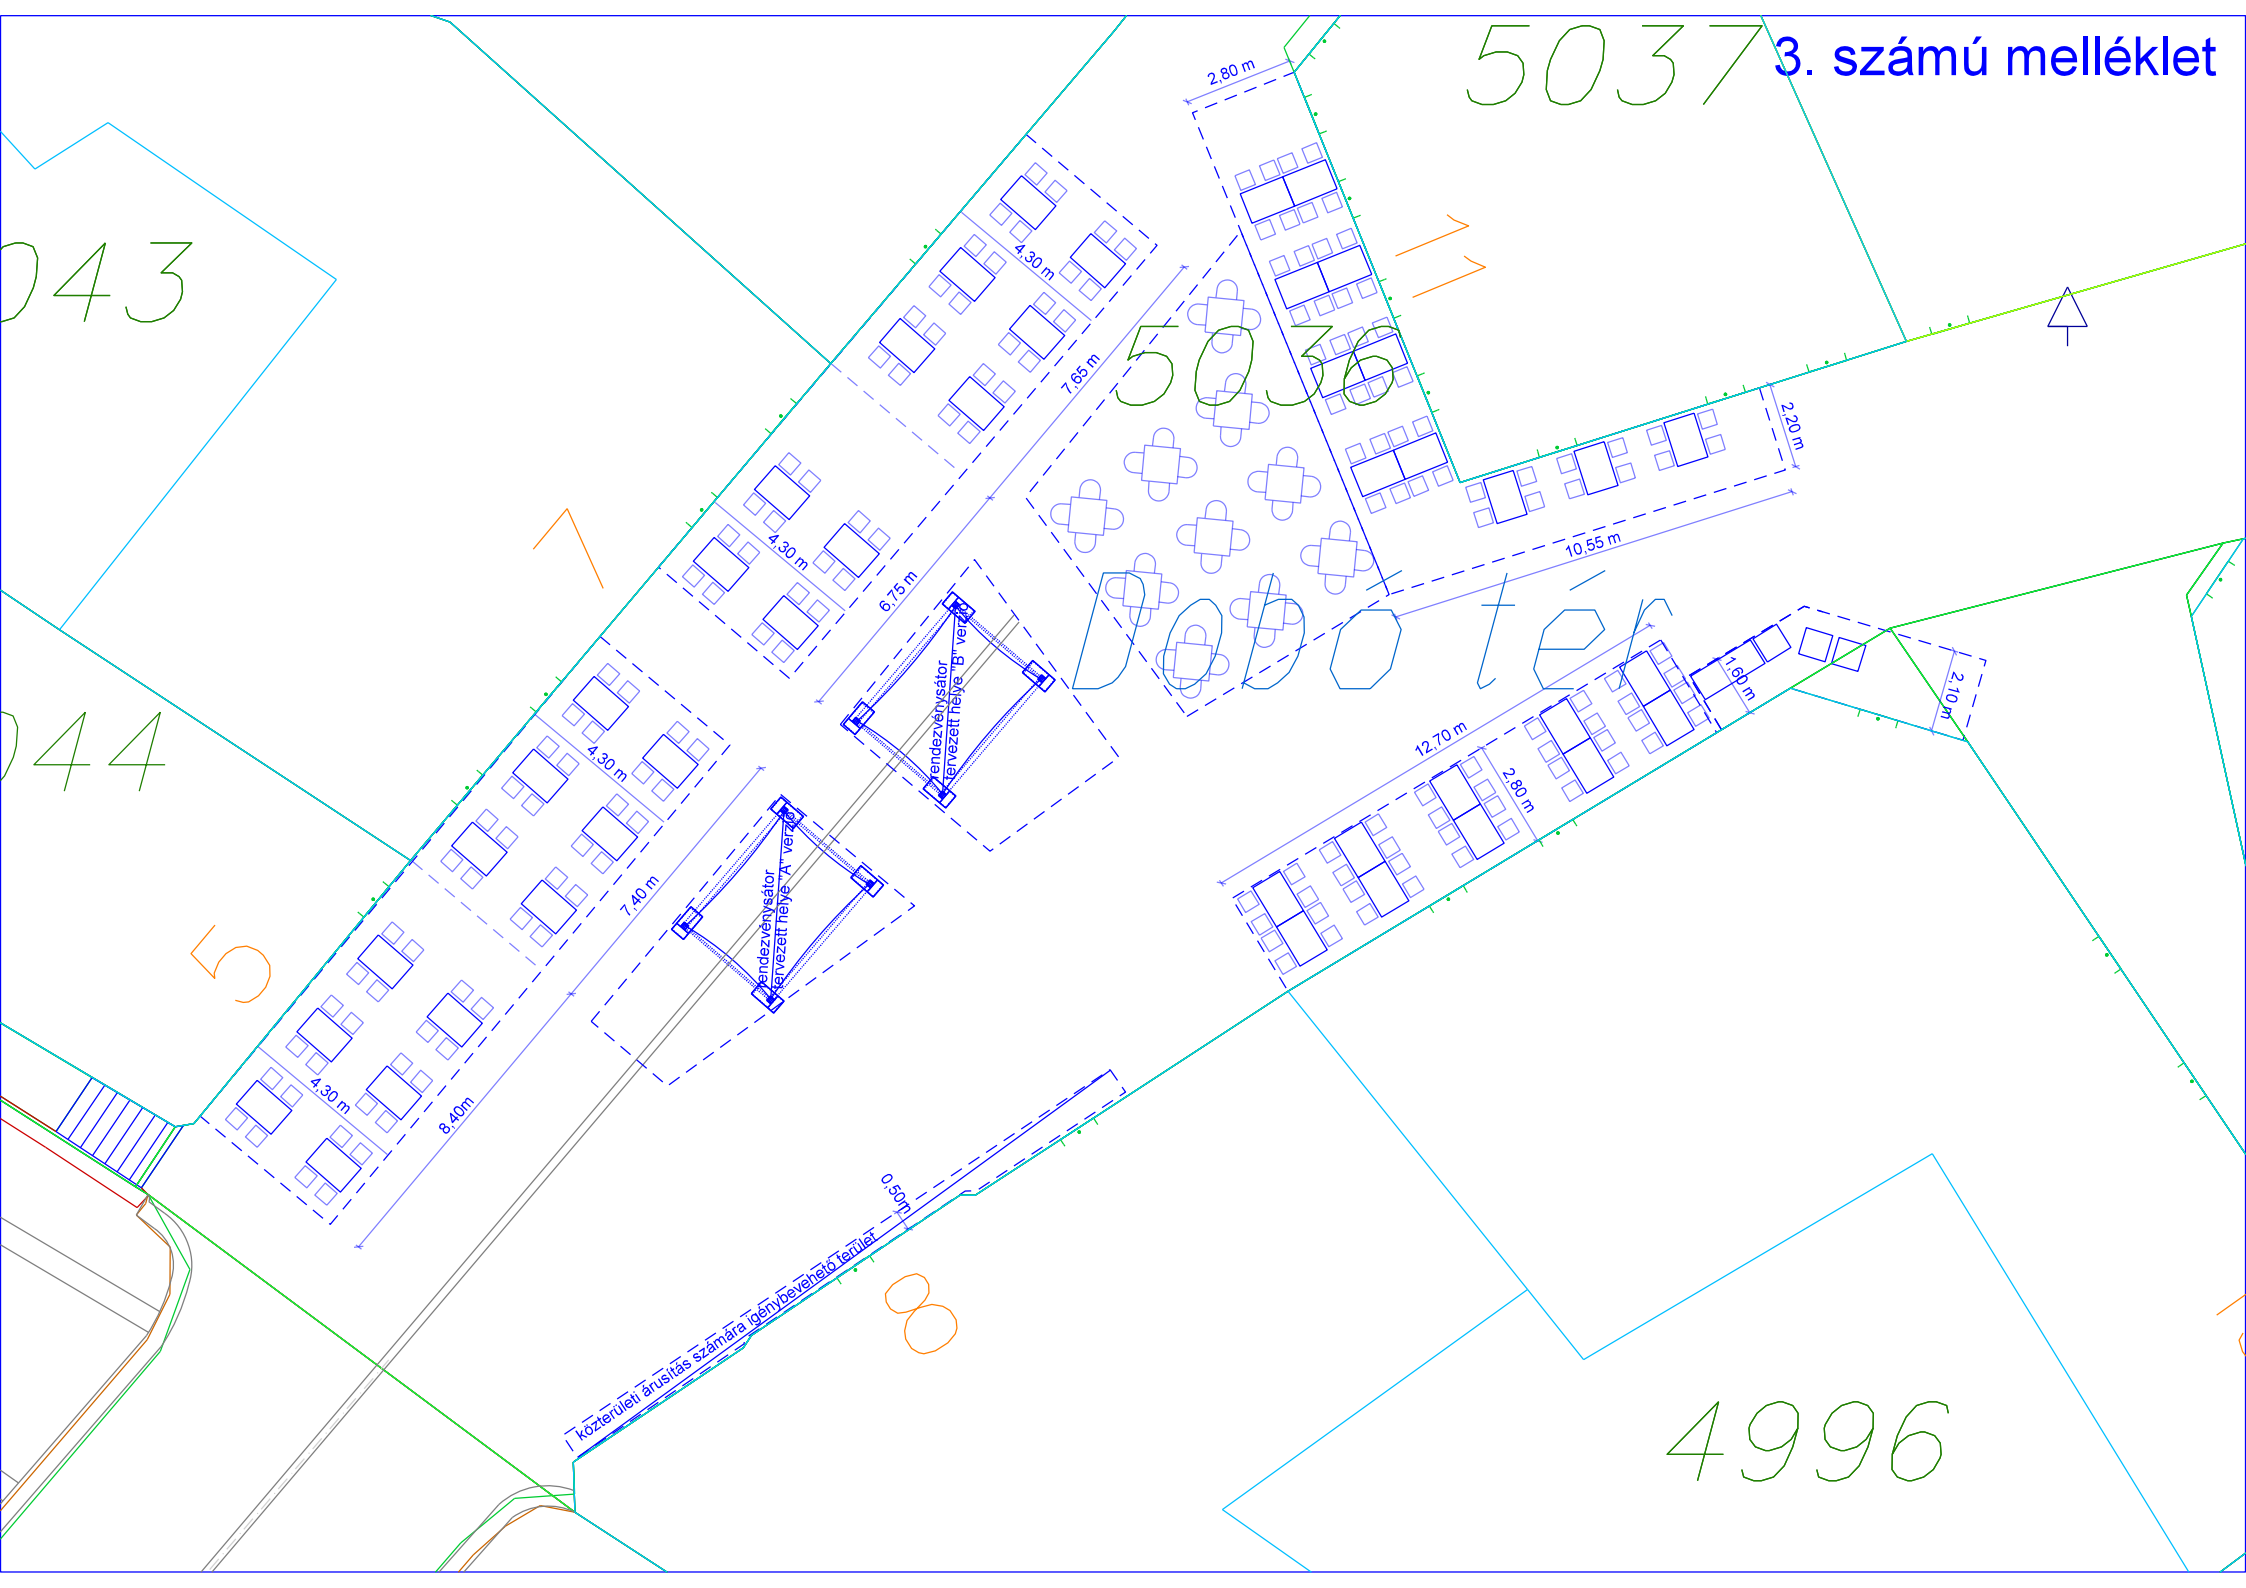 3. számú melléklet
5037
2,80 m
11
043
4,30 m
7,65 m
5036
2,20 m
7
4,30 m
6,75 m
10,55 m
Dobó tér
rendezvénysátor
tervezett helye "B" verzió
1,60 m
2,10 m
044
4,30 m
12,70 m
2,80 m
rendezvénysátor
tervezett helye "A" verzió
7,40 m
5
4,30 m
8,40m
0,50m
közterületi árusítás számára igénybevehető terület
8
4996